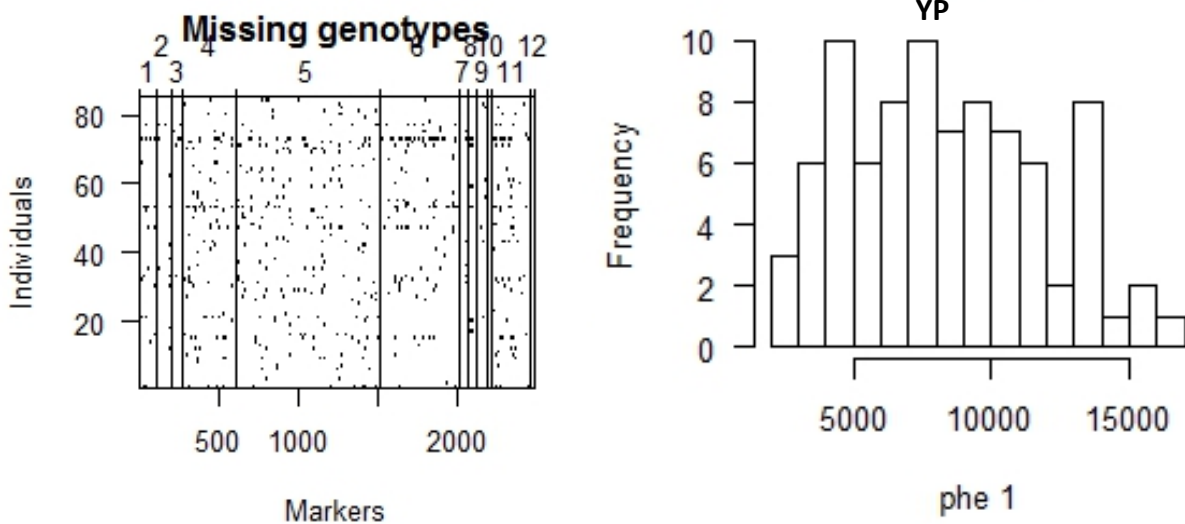 Missing genotypes
2 4 6 8 10 12
1 3 5 7 9 11
Individuals
80
60
40
20
500 1000 2000
Markers
YP
Frequency
10
8
6
4
2
0
5000 10000 15000
phe 1